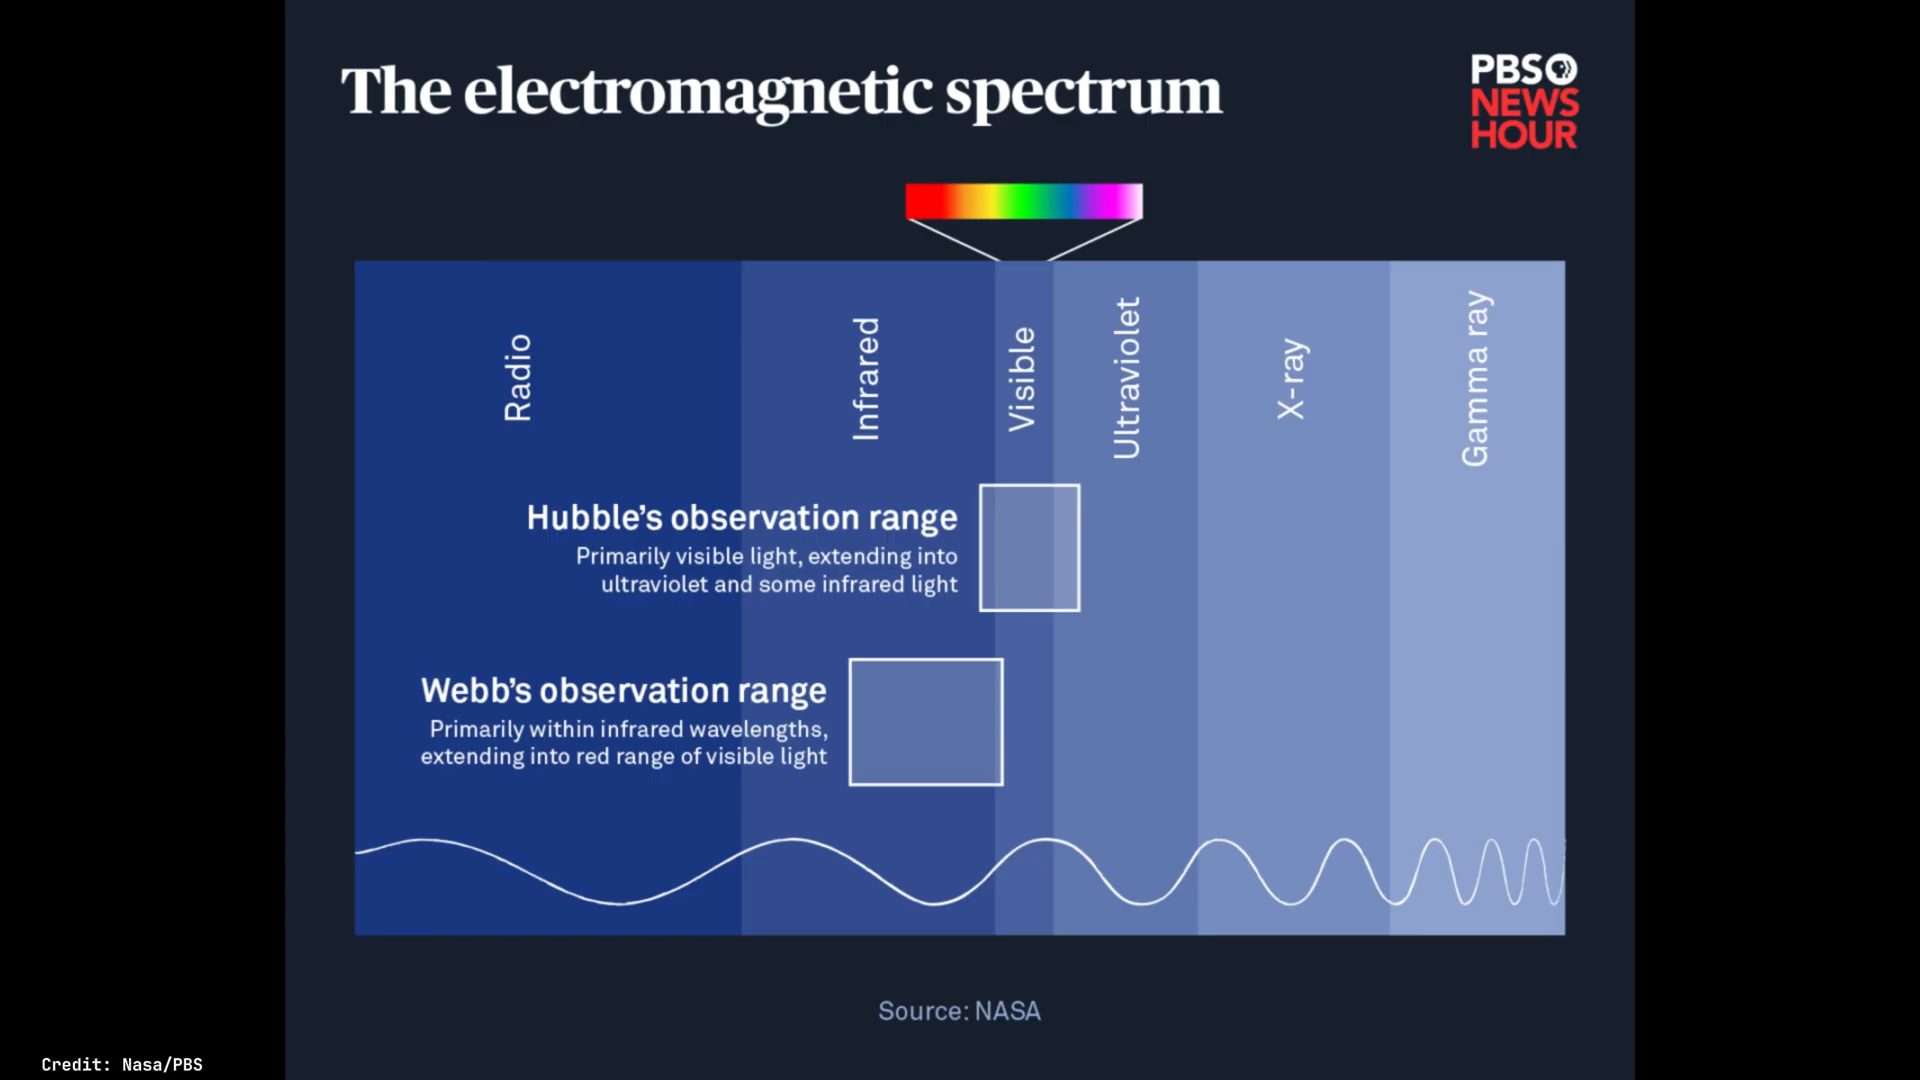 The electromagnetic spectrum
PBS
NEWS
HOUR
Radio
Infrared
Visible
Ultraviolet
X-ray
Gamma ray
Hubble’s observation range
Primarily visible light, extending into
ultraviolet and some infrared light
Webb’s observation range
Primarily within infrared wavelengths,
extending into red range of visible light
Source: NASA
Credit: Nasa/PBS